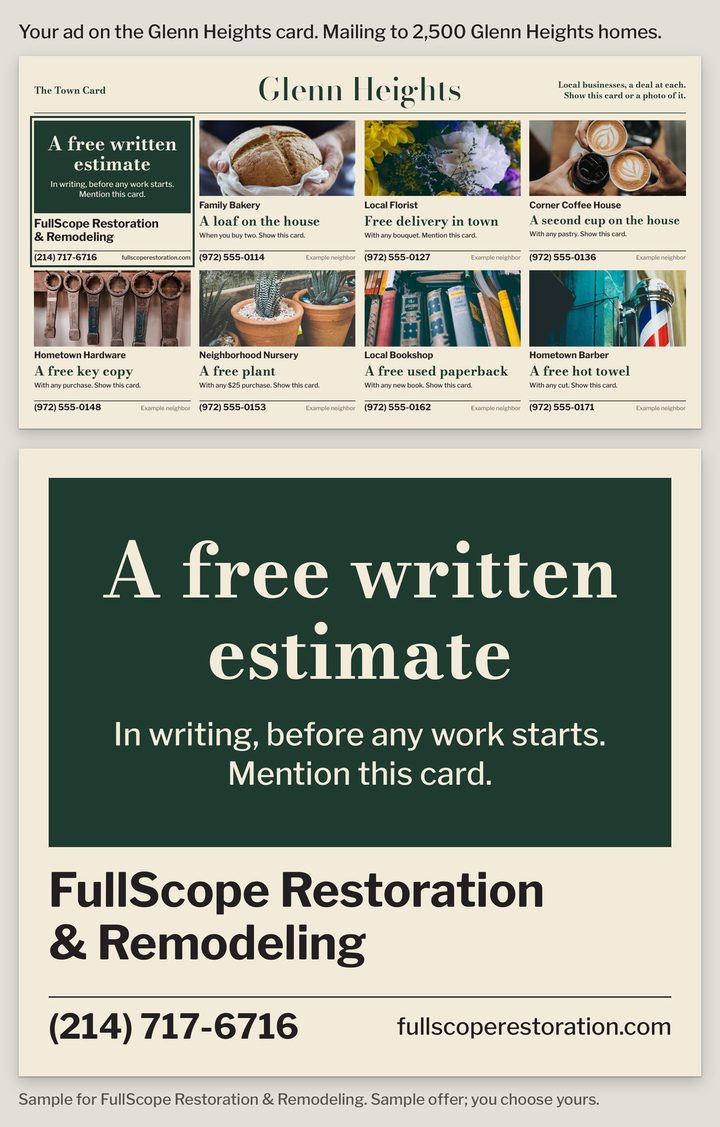 Your ad on the Glenn Heights card. Mailing to 2,500 Glenn Heights homes.
The Town Card
Glenn Heights
Local businesses, a deal at each.
Show this card or a photo of it.
A free written
estimate
In writing, before any work starts.
Mention this card.
FullScope Restoration
& Remodeling
(214) 717-6716
fullscoperestoration.com
Family Bakery
A loaf on the house
When you buy two. Show this card.
(972) 555-0114
Example neighbor
Local Florist
Free delivery in town
With any bouquet. Mention this card.
(972) 555-0127
Example neighbor
Corner Coffee House
A second cup on the house
With any pastry. Show this card.
(972) 555-0136
Example neighbor
Hometown Hardware
A free key copy
With any purchase. Show this card.
(972) 555-0148
Example neighbor
Neighborhood Nursery
A free plant
With any $25 purchase. Show this card.
(972) 555-0153
Example neighbor
Local Bookshop
A free used paperback
With any new book. Show this card.
(972) 555-0162
Example neighbor
Hometown Barber
A free hot towel
With any cut. Show this card.
(972) 555-0171
Example neighbor
A free written
estimate
In writing, before any work starts.
Mention this card.
FullScope Restoration
& Remodeling
(214) 717-6716
fullscoperestoration.com
Sample for FullScope Restoration & Remodeling. Sample offer; you choose yours.